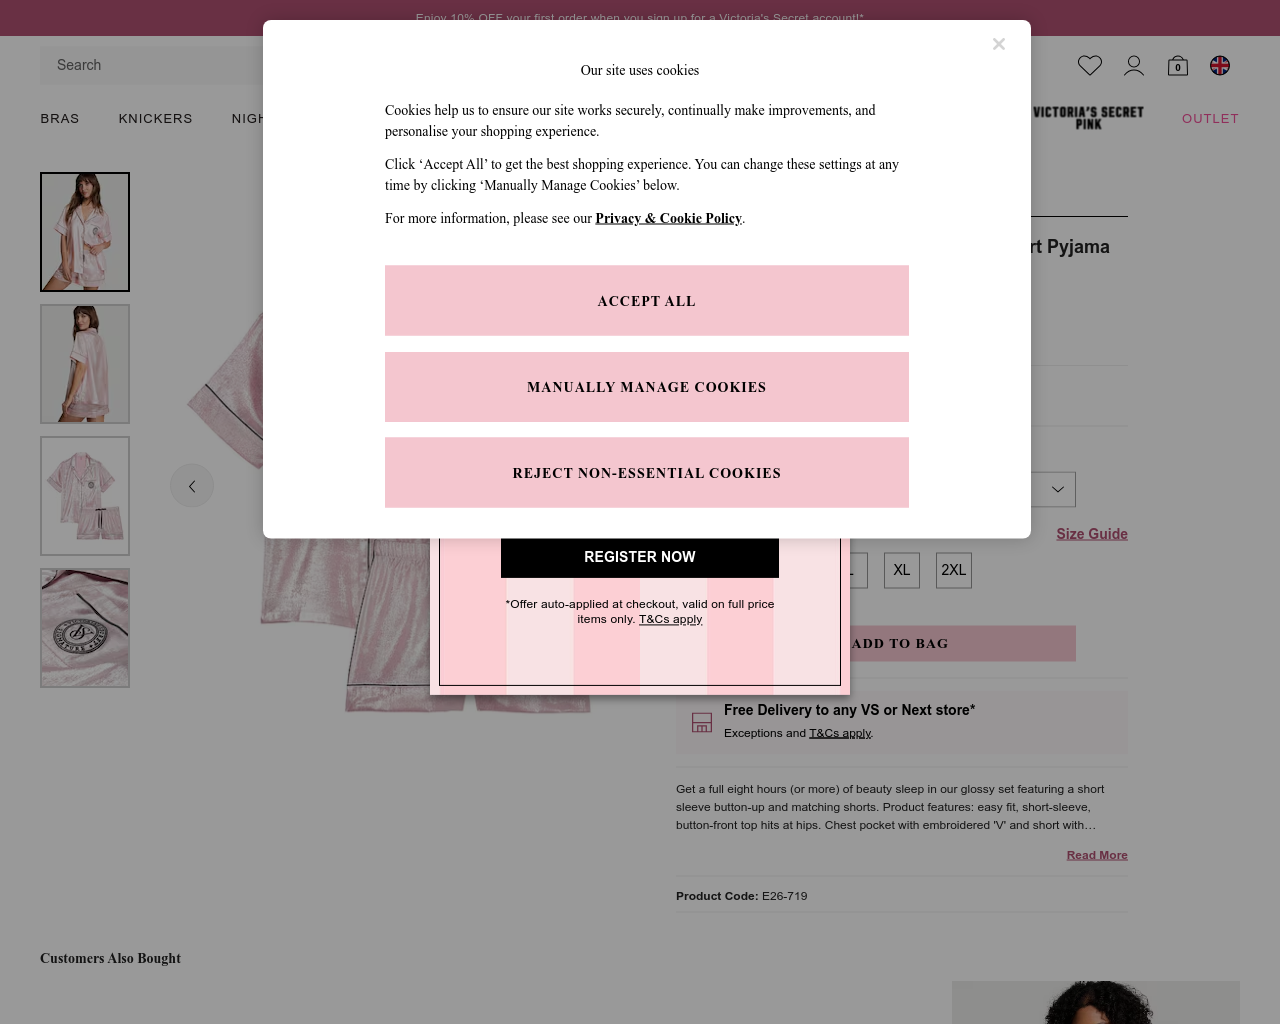 Enjoy 10% OFF your first order when you sign up for a Victoria's Secret account!*
Search
0
BRAS
KNICKERS
VICTORIA'S SECRET
PINK
OUTLET
Our site uses cookies
Cookies help us to ensure our site works securely, continually make improvements, and
personalise your shopping experience.
Click ‘Accept All’ to get the best shopping experience. You can change these settings at any
time by clicking ‘Manually Manage Cookies’ below.
For more information, please see our Privacy & Cookie Policy.
ACCEPT ALL
MANUALLY MANAGE COOKIES
REJECT NON-ESSENTIAL COOKIES
Pyjama
Size Guide
XL
2XL
REGISTER NOW
*Offer auto-applied at checkout, valid on full price
items only. T&Cs apply
ADD TO BAG
Free Delivery to any VS or Next store*
Exceptions and T&Cs apply.
Get a full eight hours (or more) of beauty sleep in our glossy set featuring a short
sleeve button-up and matching shorts. Product features: easy fit, short-sleeve,
button-front top hits at hips. Chest pocket with embroidered 'V' and short with…
Read More
Product Code: E26-719
Customers Also Bought